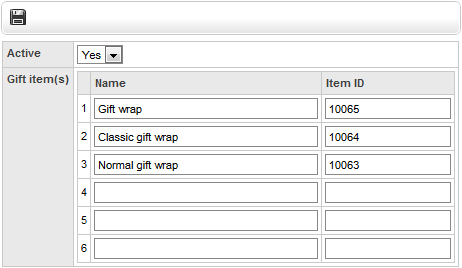 Active Yes
Gift item(s) Name Item ID
1 Gift wrap 10065
2 Classic gift wrap 10064
3 Normal gift wrap 10063
4
5
6